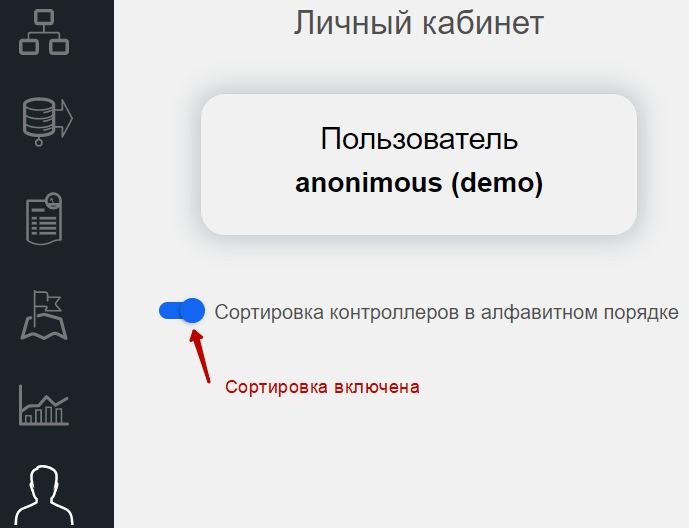 Личный кабинет
Пользователь
anonimous (demo)
Сортировка контроллеров в алфавитном порядке
Сортировка включена